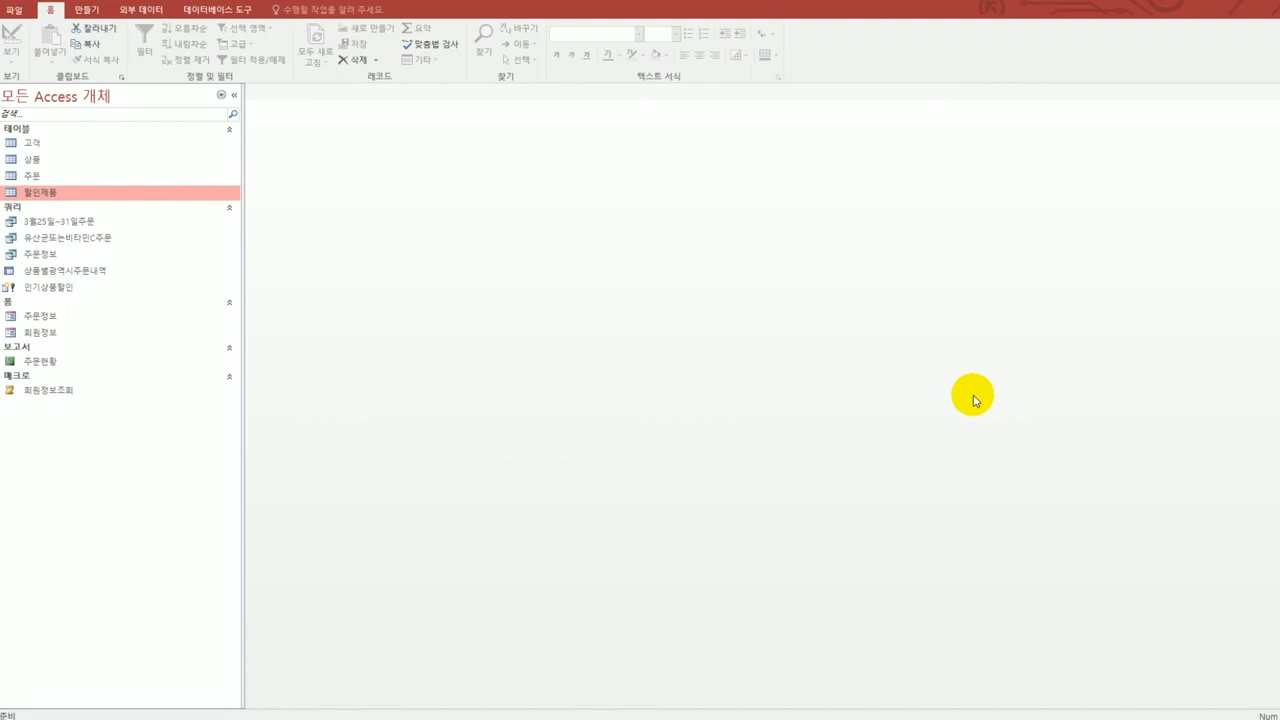 파일 홈 만들기 외부 데이터 데이터베이스 도구 수행할 작업을 알려 주세요.
보기
보기
붙여넣기
잘라내기
복사
서식 복사
클립보드
필터
오름차순
내림차순
정렬 제거
선택 영역
고급
필터 적용/해제
정렬 및 필터
모두 새로
고침
새로 만들기
저장
삭제
요약
맞춤법 검사
기타
레코드
찾기
바꾸기
이동
선택
찾기
가 가 가 가
텍스트 서식
모든 Access 개체
검색...
테이블
고객
상품
주문
할인제품
쿼리
3월25일~31일주문
유산균또는비타민C주문
주문정보
상품별광역시주문내역
인기상품할인
폼
주문정보
회원정보
보고서
주문현황
매크로
회원정보조회
준비
Num